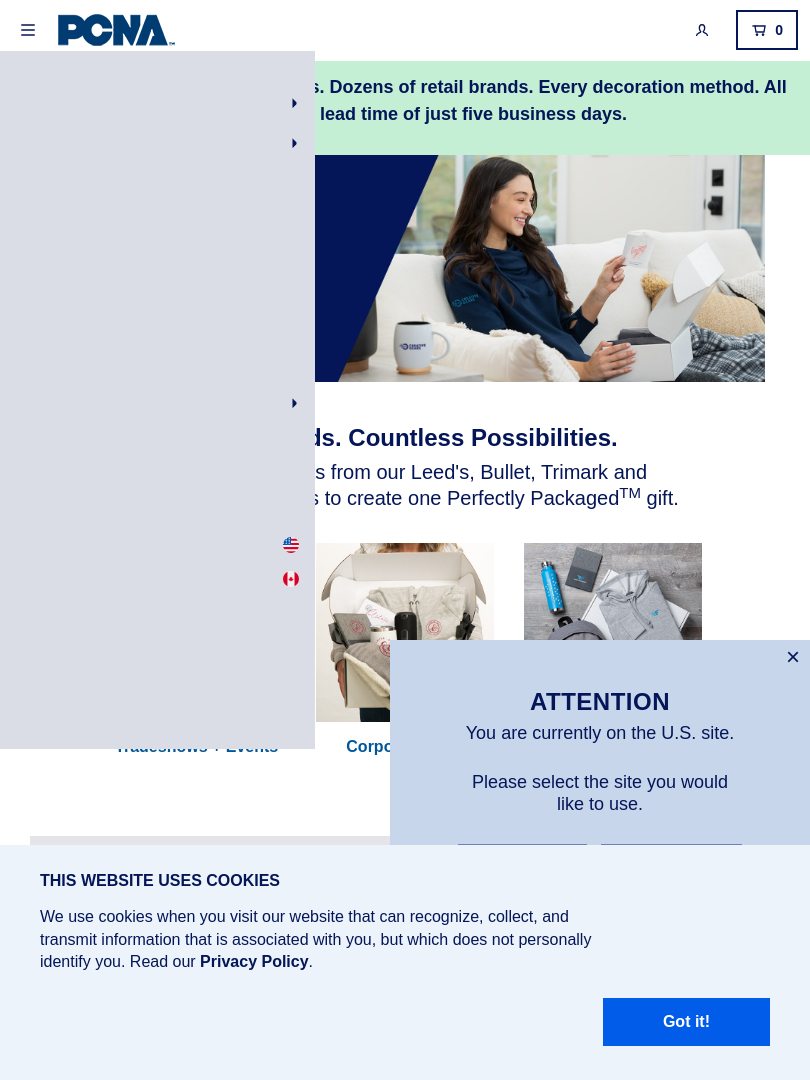 PCNA
0
s. Dozens of retail brands. Every decoration method. All
lead time of just five business days.
ds. Countless Possibilities.
s from our Leed's, Bullet, Trimark and
s to create one Perfectly Packaged™ gift.
Tradeshows + Events
Corpo
ATTENTION
You are currently on the U.S. site.
Please select the site you would
like to use.
THIS WEBSITE USES COOKIES
We use cookies when you visit our website that can recognize, collect, and
transmit information that is associated with you, but which does not personally
identify you. Read our Privacy Policy.
Got it!